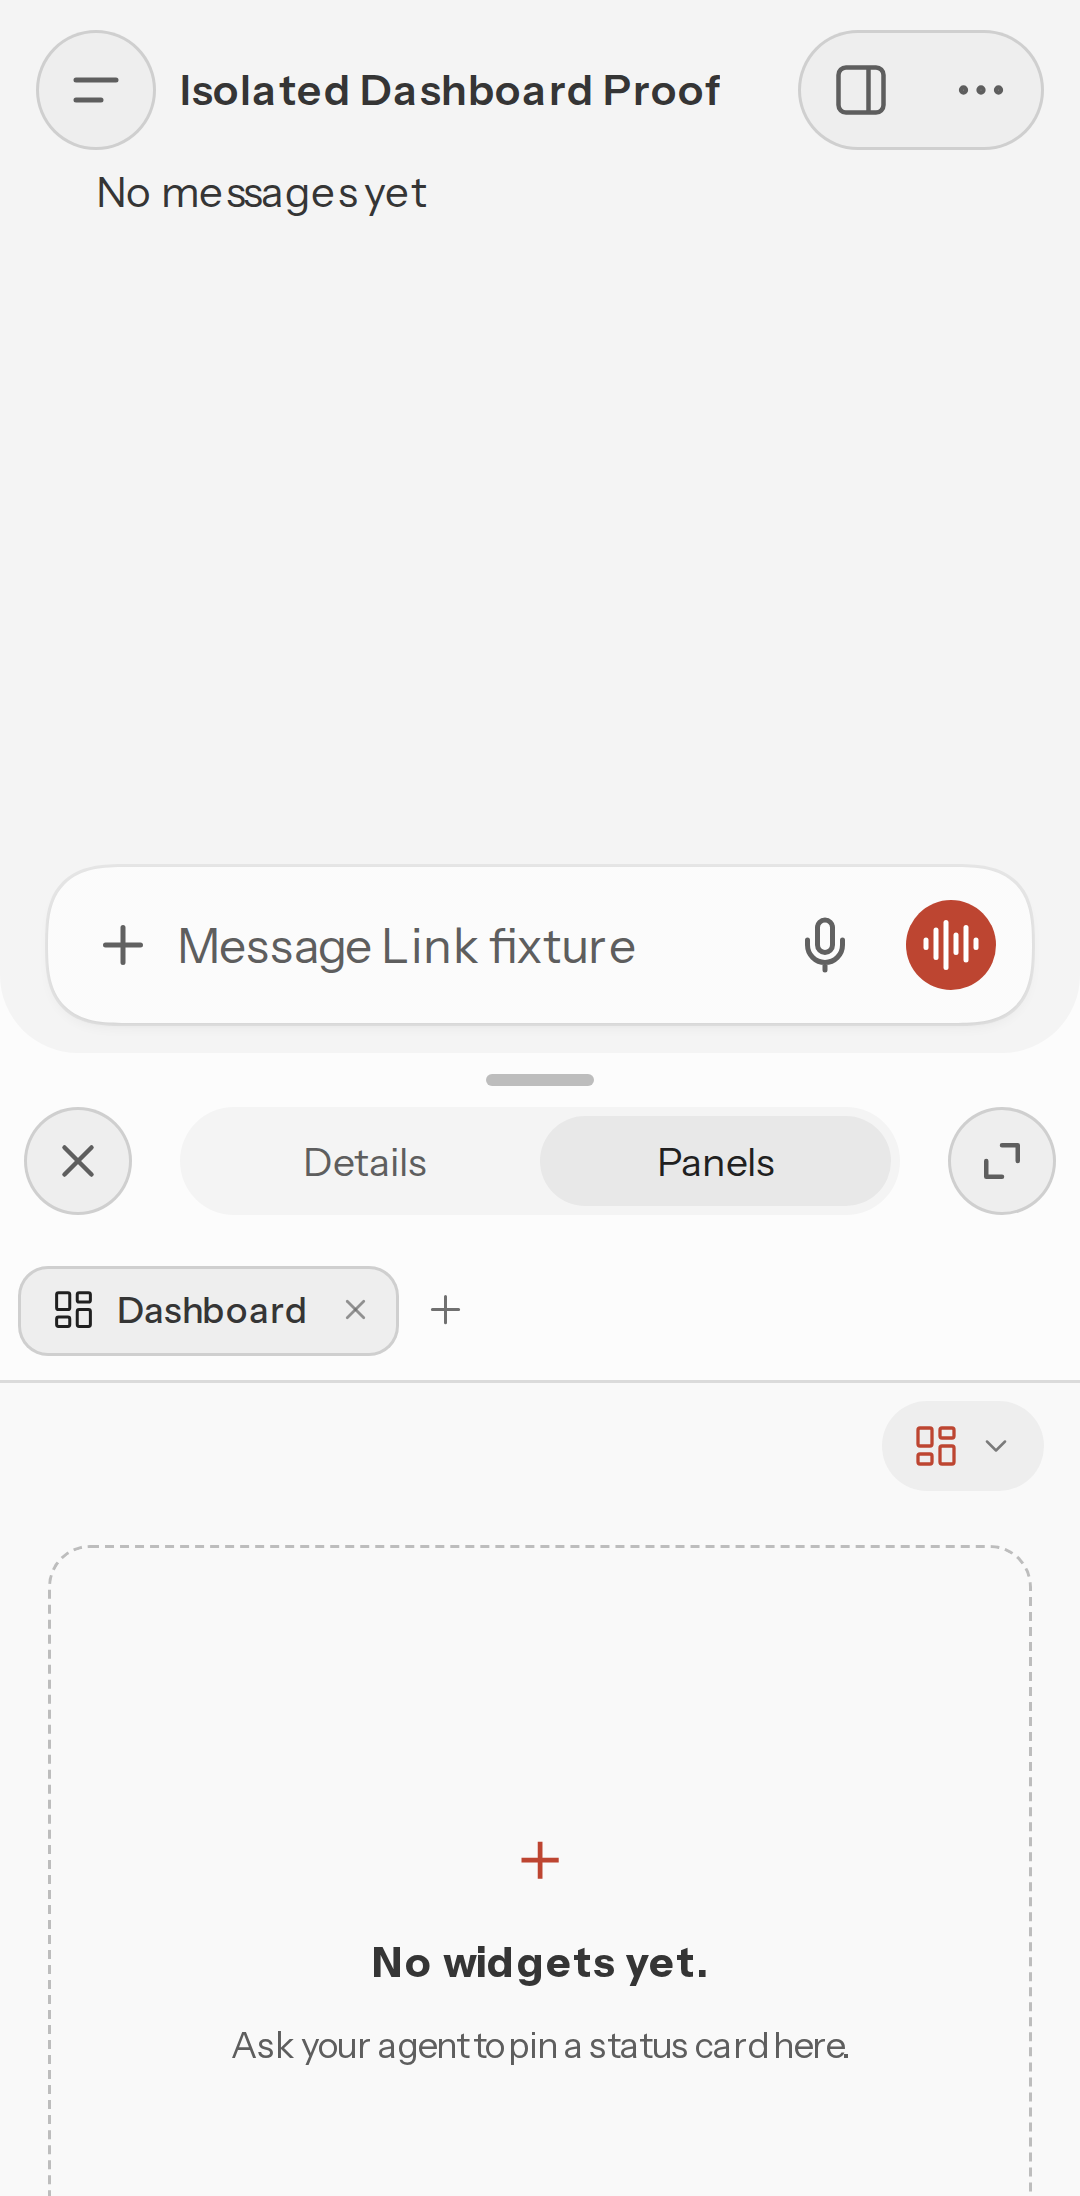 Isolated Dashboard Proof
No messages yet
Message Link fixture
Details
Panels
Dashboard
No widgets yet.
Ask your agent to pin a status card here.